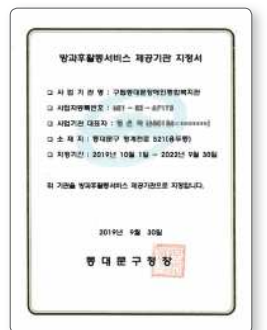 방과후활동서비스 제공기관 지정서
□ 사 업 기 관 명 : 구립동대문장애인종합복지관
□ 사업자등록번호 :
□ 사업기관 대표자 :
□ 소 재 지 : 동대문구 청계천로 521(용두동)
□ 지정기간 : 2019년 10월 1일 ~ 2022년 9월 30일
위 기관을 방과후활동서비스 제공기관으로 지정합니다.
2019년 9월 30일
동 대 문 구 청 장